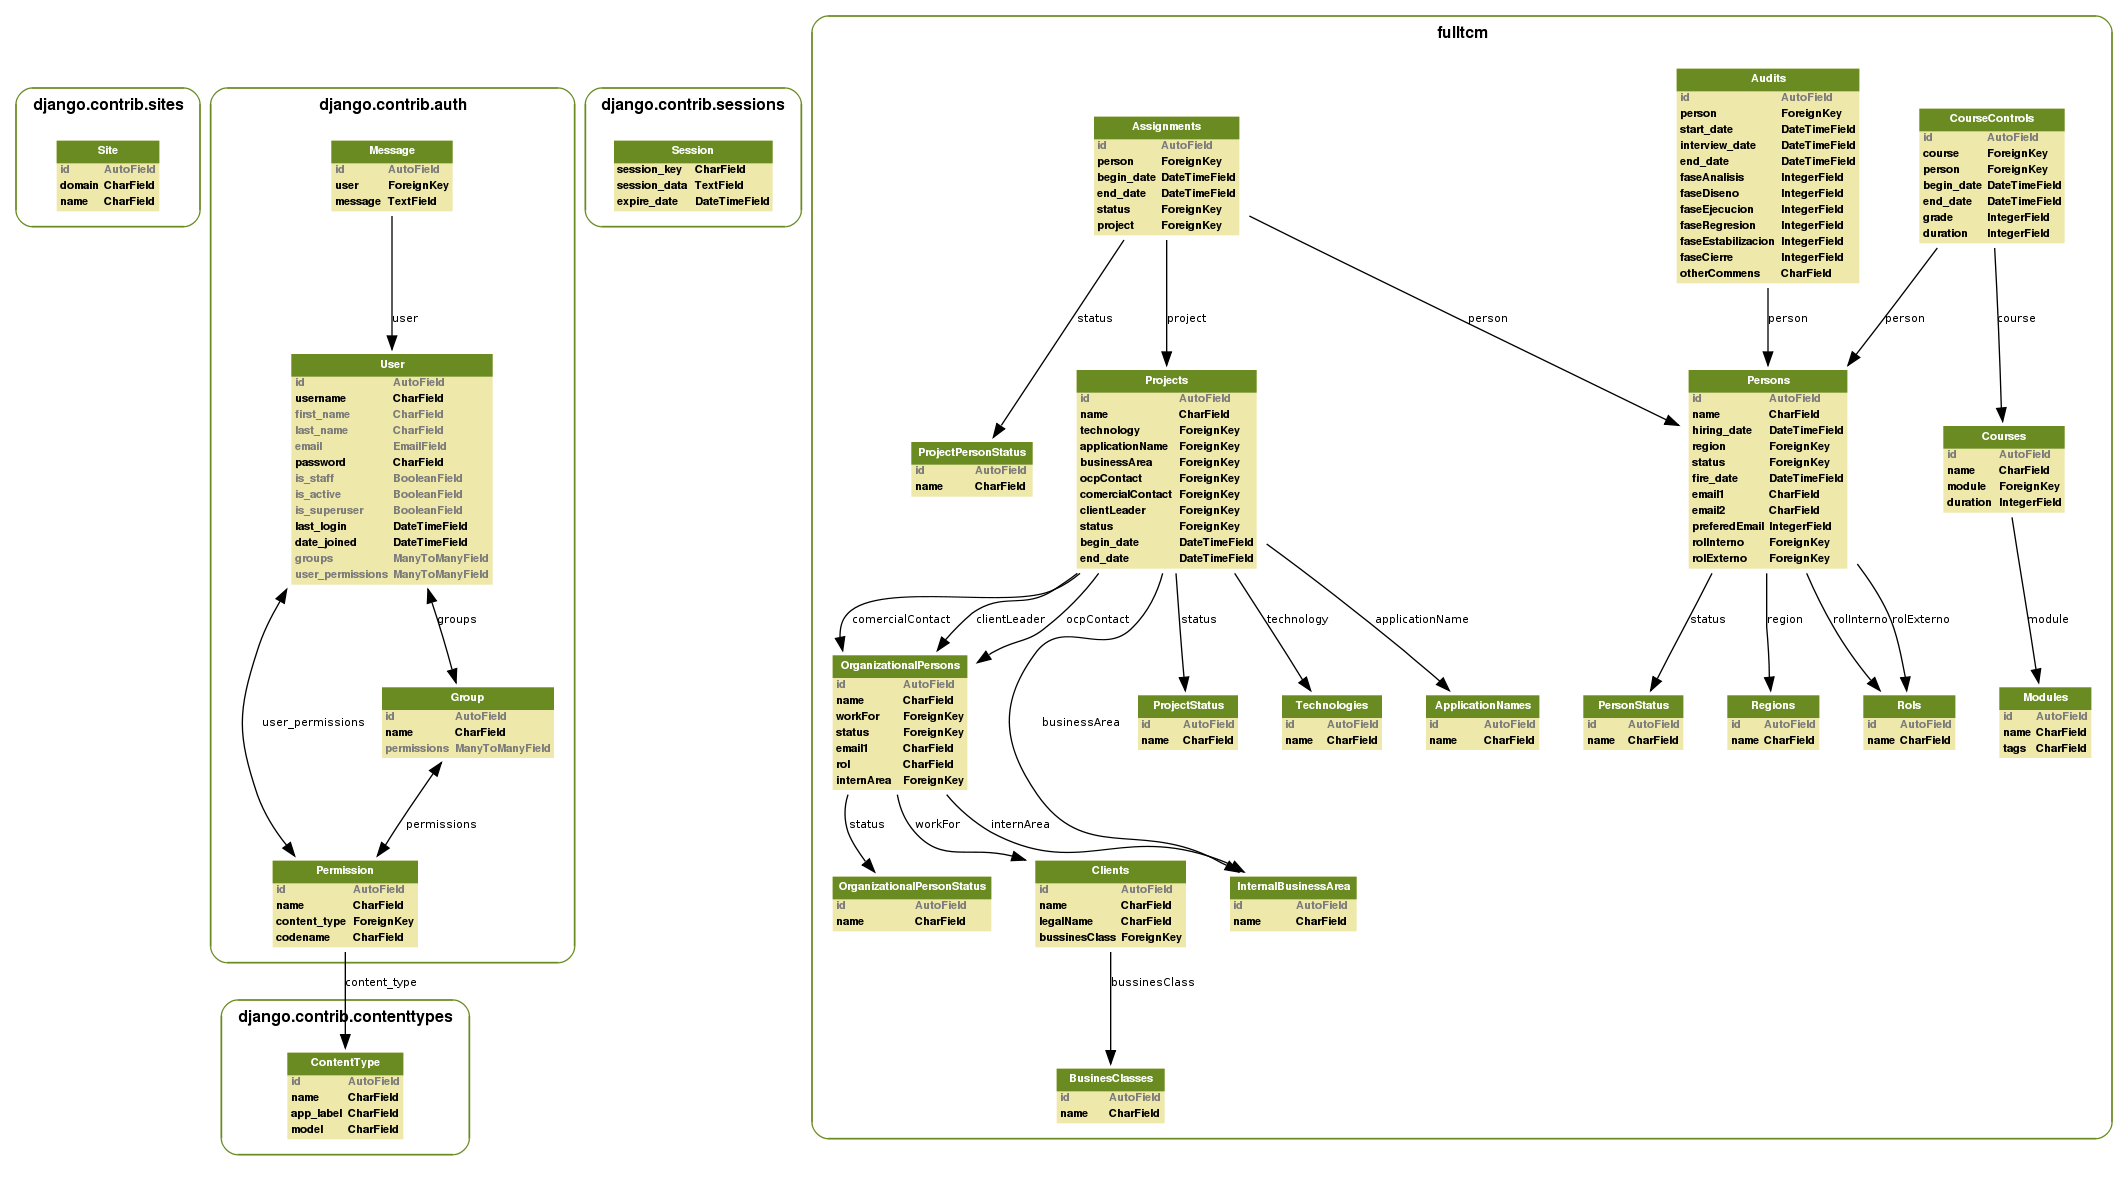 django.contrib.sites
Site
id AutoField
domain CharField
name CharField
django.contrib.auth
Message
id AutoField
user ForeignKey
message TextField
user
User
id AutoField
username CharField
first_name CharField
last_name CharField
email EmailField
password CharField
is_staff BooleanField
is_active BooleanField
is_superuser BooleanField
last_login DateTimeField
date_joined DateTimeField
groups ManyToManyField
user_permissions ManyToManyField
groups
user_permissions
Group
id AutoField
name CharField
permissions ManyToManyField
permissions
Permission
id AutoField
name CharField
content_type ForeignKey
codename CharField
content_type
django.contrib.contenttypes
ContentType
id AutoField
name CharField
app_label CharField
model CharField
django.contrib.sessions
Session
session_key CharField
session_data TextField
expire_date DateTimeField
fulltcm
Assignments
id AutoField
person ForeignKey
begin_date DateTimeField
end_date DateTimeField
status ForeignKey
project ForeignKey
Audits
id AutoField
person ForeignKey
start_date DateTimeField
interview_date DateTimeField
end_date DateTimeField
faseAnalisis IntegerField
faseDiseno IntegerField
faseEjecucion IntegerField
faseRegresion IntegerField
faseEstabilizacion IntegerField
faseCierre IntegerField
otherCommens CharField
CourseControls
id AutoField
course ForeignKey
person ForeignKey
begin_date DateTimeField
end_date DateTimeField
grade IntegerField
duration IntegerField
status
project
person
person
person
course
ProjectPersonStatus
id AutoField
name CharField
Projects
id AutoField
name CharField
technology ForeignKey
applicationName ForeignKey
businessArea ForeignKey
ocpContact ForeignKey
comercialContact ForeignKey
clientLeader ForeignKey
status ForeignKey
begin_date DateTimeField
end_date DateTimeField
Persons
id AutoField
name CharField
hiring_date DateTimeField
region ForeignKey
status ForeignKey
fire_date DateTimeField
email1 CharField
email2 CharField
preferedEmail IntegerField
rolInterno ForeignKey
rolExterno ForeignKey
Courses
id AutoField
name CharField
module ForeignKey
duration IntegerField
comercialContact
clientLeader
ocpContact
status
technology
applicationName
status
region
rolInterno
rolExterno
module
businessArea
OrganizationalPersons
id AutoField
name CharField
workFor ForeignKey
status ForeignKey
email1 CharField
rol CharField
internArea ForeignKey
ProjectStatus
id AutoField
name CharField
Technologies
id AutoField
name CharField
ApplicationNames
id AutoField
name CharField
PersonStatus
id AutoField
name CharField
Regions
id AutoField
name CharField
Rols
id AutoField
name CharField
Modules
id AutoField
name CharField
tags CharField
status
workFor
internArea
OrganizationalPersonStatus
id AutoField
name CharField
Clients
id AutoField
name CharField
legalName CharField
bussinesClass ForeignKey
InternalBusinessArea
id AutoField
name CharField
bussinesClass
BusinesClasses
id AutoField
name CharField